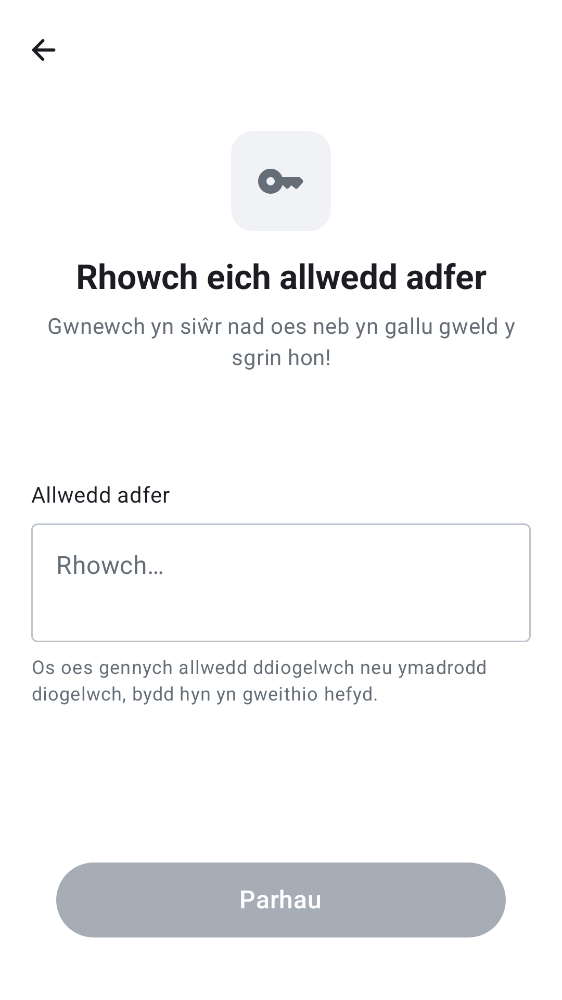 Rhowch eich allwedd adfer
Gwnewch yn siŵr nad oes neb yn gallu gweld y
sgrin hon!
Allwedd adfer
Rhowch…
Os oes gennych allwedd ddiogelwch neu ymadrodd
diogelwch, bydd hyn yn gweithio hefyd.
Parhau